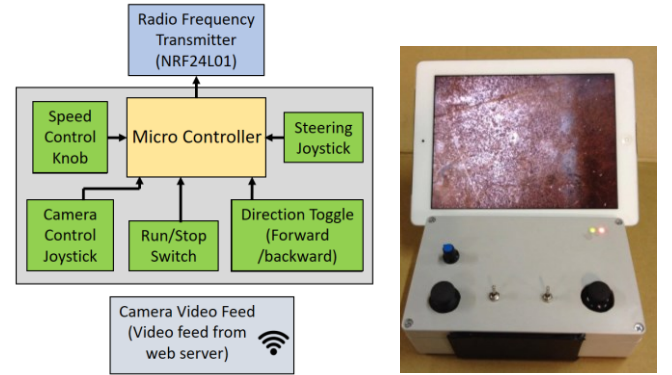 Radio Frequency
Transmitter
(NRF24L01)
Speed
Control
Knob
Micro Controller
Steering
Joystick
Camera
Control
Joystick
Run/Stop
Switch
Direction Toggle
(Forward
/backward)
Camera Video Feed
(Video feed from
web server)